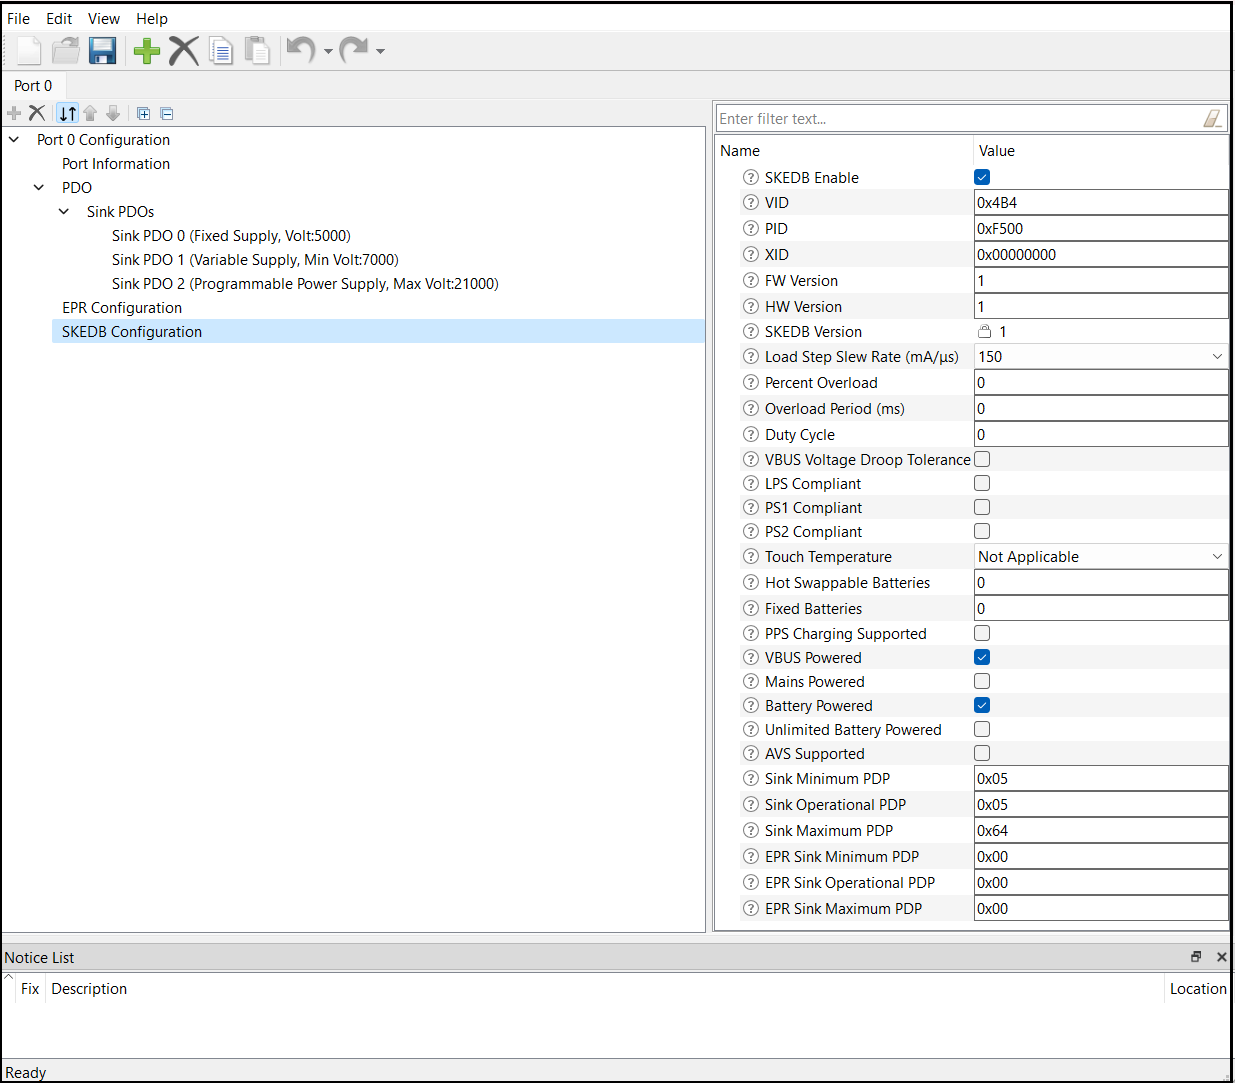 File Edit View Help
Port 0
Port 0 Configuration
Port Information
PDO
Sink PDOs
Sink PDO 0 (Fixed Supply, Volt:5000)
Sink PDO 1 (Variable Supply, Min Volt:7000)
Sink PDO 2 (Programmable Power Supply, Max Volt:21000)
EPR Configuration
SKEDB Configuration
Enter filter text...
Name Value
SKEDB Enable
VID 0x4B4
PID 0xF500
XID 0x00000000
FW Version 1
HW Version 1
SKEDB Version 1
Load Step Slew Rate (mA/µs) 150
Percent Overload 0
Overload Period (ms) 0
Duty Cycle 0
VBUS Voltage Droop Tolerance
LPS Compliant
PS1 Compliant
PS2 Compliant
Touch Temperature Not Applicable
Hot Swappable Batteries 0
Fixed Batteries 0
PPS Charging Supported
VBUS Powered
Mains Powered
Battery Powered
Unlimited Battery Powered
AVS Supported
Sink Minimum PDP 0x05
Sink Operational PDP 0x05
Sink Maximum PDP 0x64
EPR Sink Minimum PDP 0x00
EPR Sink Operational PDP 0x00
EPR Sink Maximum PDP 0x00
Notice List
Fix Description Location
Ready